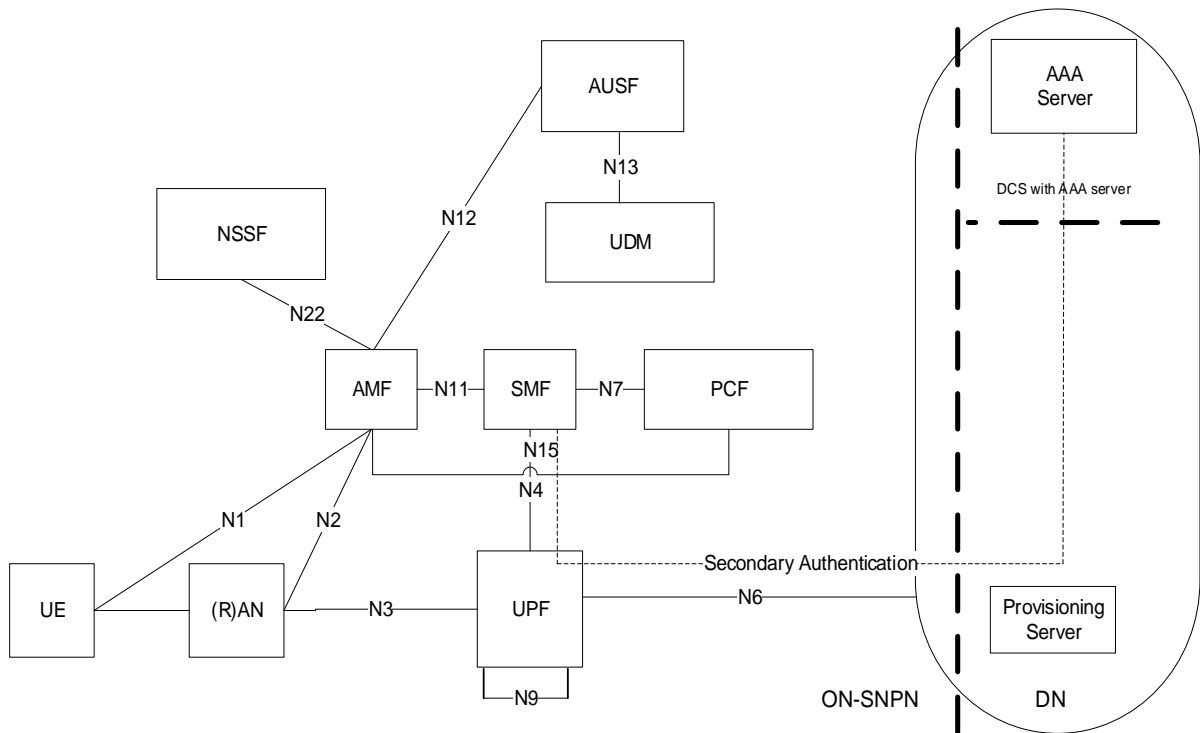 AAA
Server
AUSF
N13
DCS with AAA server
N12
NSSF
UDM
N22
AMF
N11
SMF
N7
PCF
N15
N4
N1
N2
Secondary Authentication
UE
(R)AN
N3
UPF
N6
Provisioning
Server
N9
ON-SNPN
DN